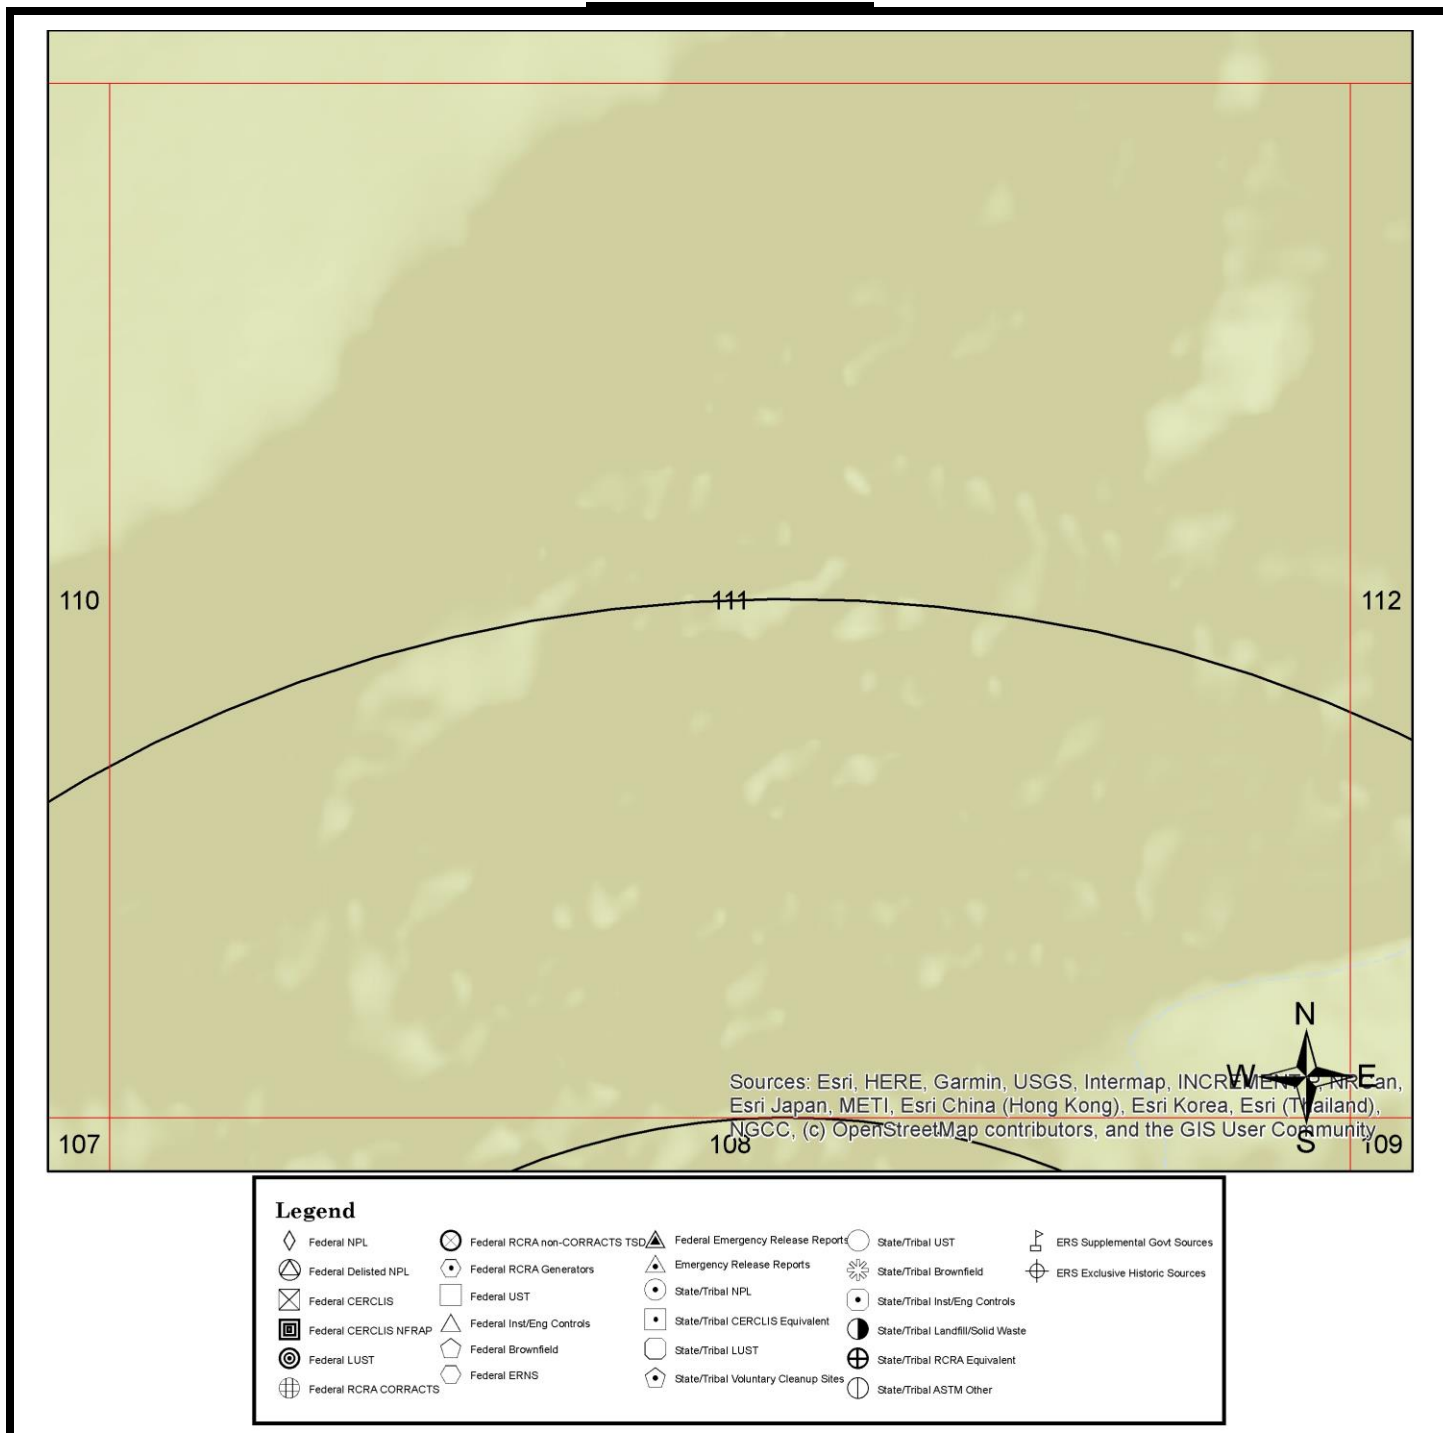 110
111
112
N
W
E
S
Sources: Esri, HERE, Garmin, USGS, Intermap,
Esri Japan, METI, Esri China (Hong Kong), Esri Korea, Esri (Thailand),
NGCC, (c) OpenStreetMap contributors, and the GIS User Community
107
108
109
Legend
Federal NPL
Federal Delisted NPL
Federal CERCLIS
Federal CERCLIS NFRAP
Federal LUST
Federal RCRA CORRACTS
Federal RCRA non-CORRACTS TSD
Federal RCRA Generators
Federal UST
Federal Inst/Eng Controls
Federal Brownfield
Federal ERNS
Federal Emergency Release Reports
Emergency Release Reports
State/Tribal NPL
State/Tribal CERCLIS Equivalent
State/Tribal LUST
State/Tribal Voluntary Cleanup Sites
State/Tribal UST
State/Tribal Brownfield
State/Tribal Inst/Eng Controls
State/Tribal Landfill/Solid Waste
State/Tribal RCRA Equivalent
State/Tribal ASTM Other
ERS Supplemental Govt Sources
ERS Exclusive Historic Sources